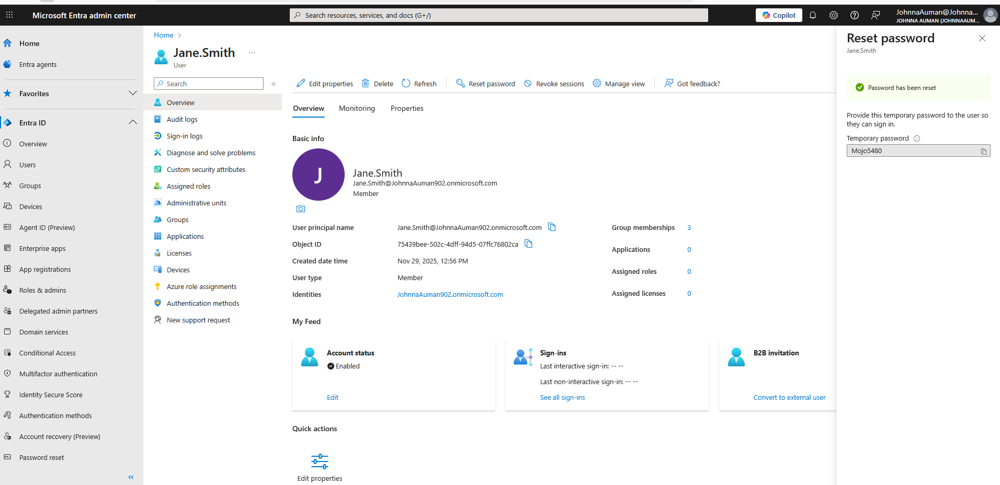 Microsoft Entra admin center
Search resources, services, and docs (G+/)
Copilot
JohnnaAuman@Johnna...
JOHNNA AUMAN (JOHNNAAUM...
Home
Entra agents
Favorites
Entra ID
Overview
Users
Groups
Devices
Agent ID (Preview)
Enterprise apps
App registrations
Roles & admins
Delegated admin partners
Domain services
Conditional Access
Multifactor authentication
Identity Secure Score
Authentication methods
Account recovery (Preview)
Password reset
Home
Jane.Smith
...
User
Search
Overview
Audit logs
Sign-in logs
Diagnose and solve problems
Custom security attributes
Assigned roles
Administrative units
Groups
Applications
Licenses
Devices
Azure role assignments
Authentication methods
New support request
Edit properties Delete Refresh Reset password Revoke sessions Manage view Got feedback?
Overview Monitoring Properties
Basic info
J
Jane.Smith
Jane.Smith@JohnnaAuman902.onmicrosoft.com
Member
User principal name Jane.Smith@JohnnaAuman902.onmicrosoft.com
Object ID 75439bee-502c-4dff-94d5-07ffc76802ca
Created date time Nov 29, 2025, 12:56 PM
User type Member
Identities JohnnaAuman902.onmicrosoft.com
Group memberships 3
Applications 0
Assigned roles 0
Assigned licenses 0
My Feed
Account status
Enabled
Edit
Sign-ins
Last interactive sign-in: -- --
Last non-interactive sign-in: -- --
See all sign-ins
B2B invitation
Convert to external user
Quick actions
Edit properties
Reset password
Jane.Smith
Password has been reset
Provide this temporary password to the user so
they can sign in.
Temporary password
Mojo5480